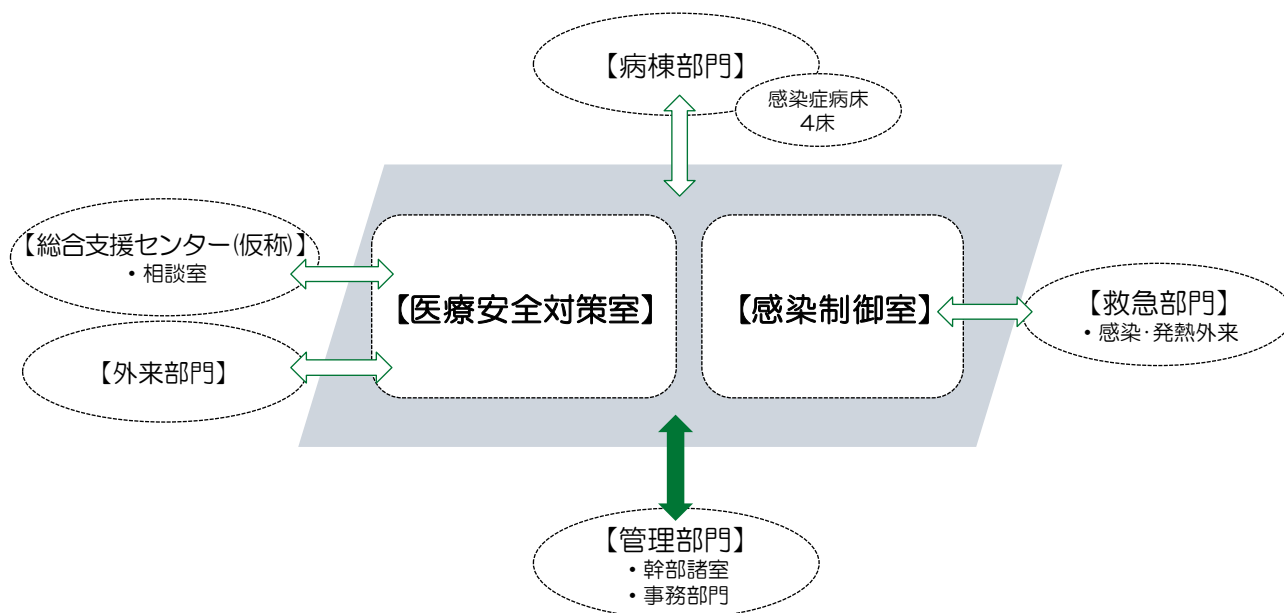 【病棟部門】
感染症病床
4床
【総合支援センター(仮称)】
・相談室
【医療安全対策室】
【感染制御室】
【救急部門】
・感染・発熱外来
【外来部門】
【管理部門】
・幹部諸室
・事務部門